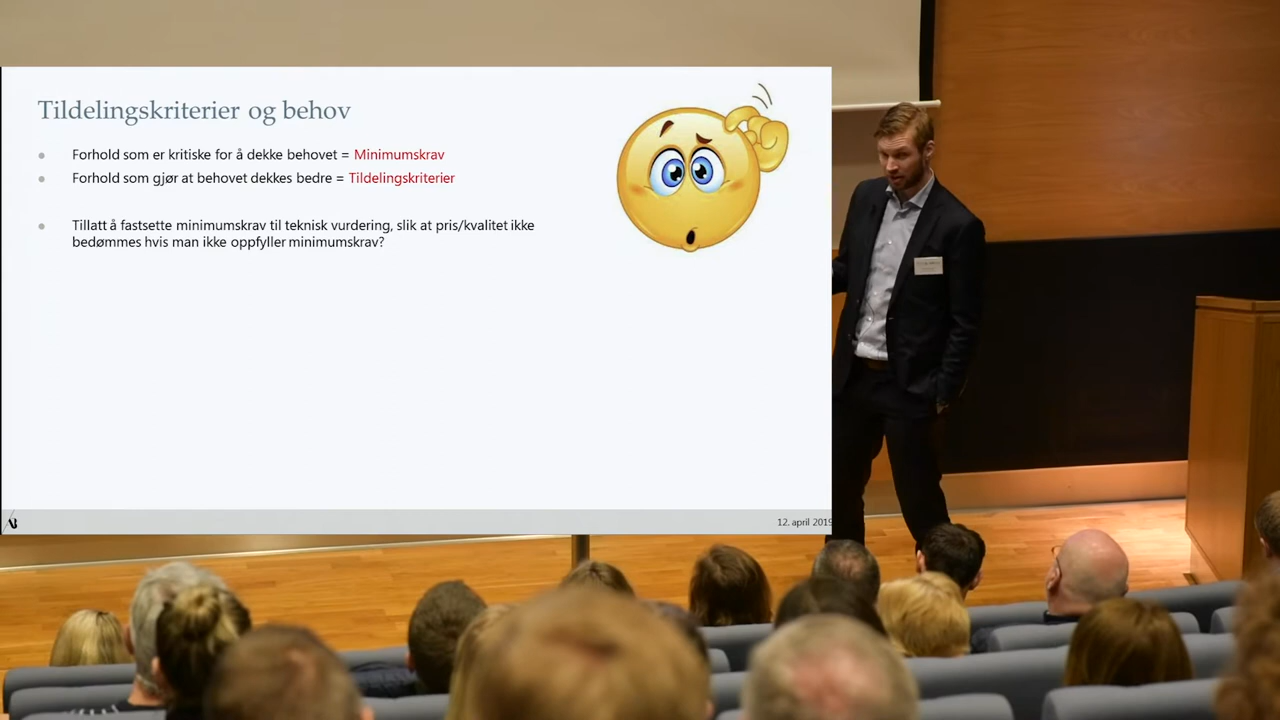 Tildelingskriterier og behov
Forhold som er kritiske for å dekke behovet = Minimumskrav
Forhold som gjør at behovet dekkes bedre = Tildelingskriterier
Tillatt å fastsette minimumskrav til teknisk vurdering, slik at pris/kvalitet ikke
bedømmes hvis man ikke oppfyller minimumskrav?
12. april 2019